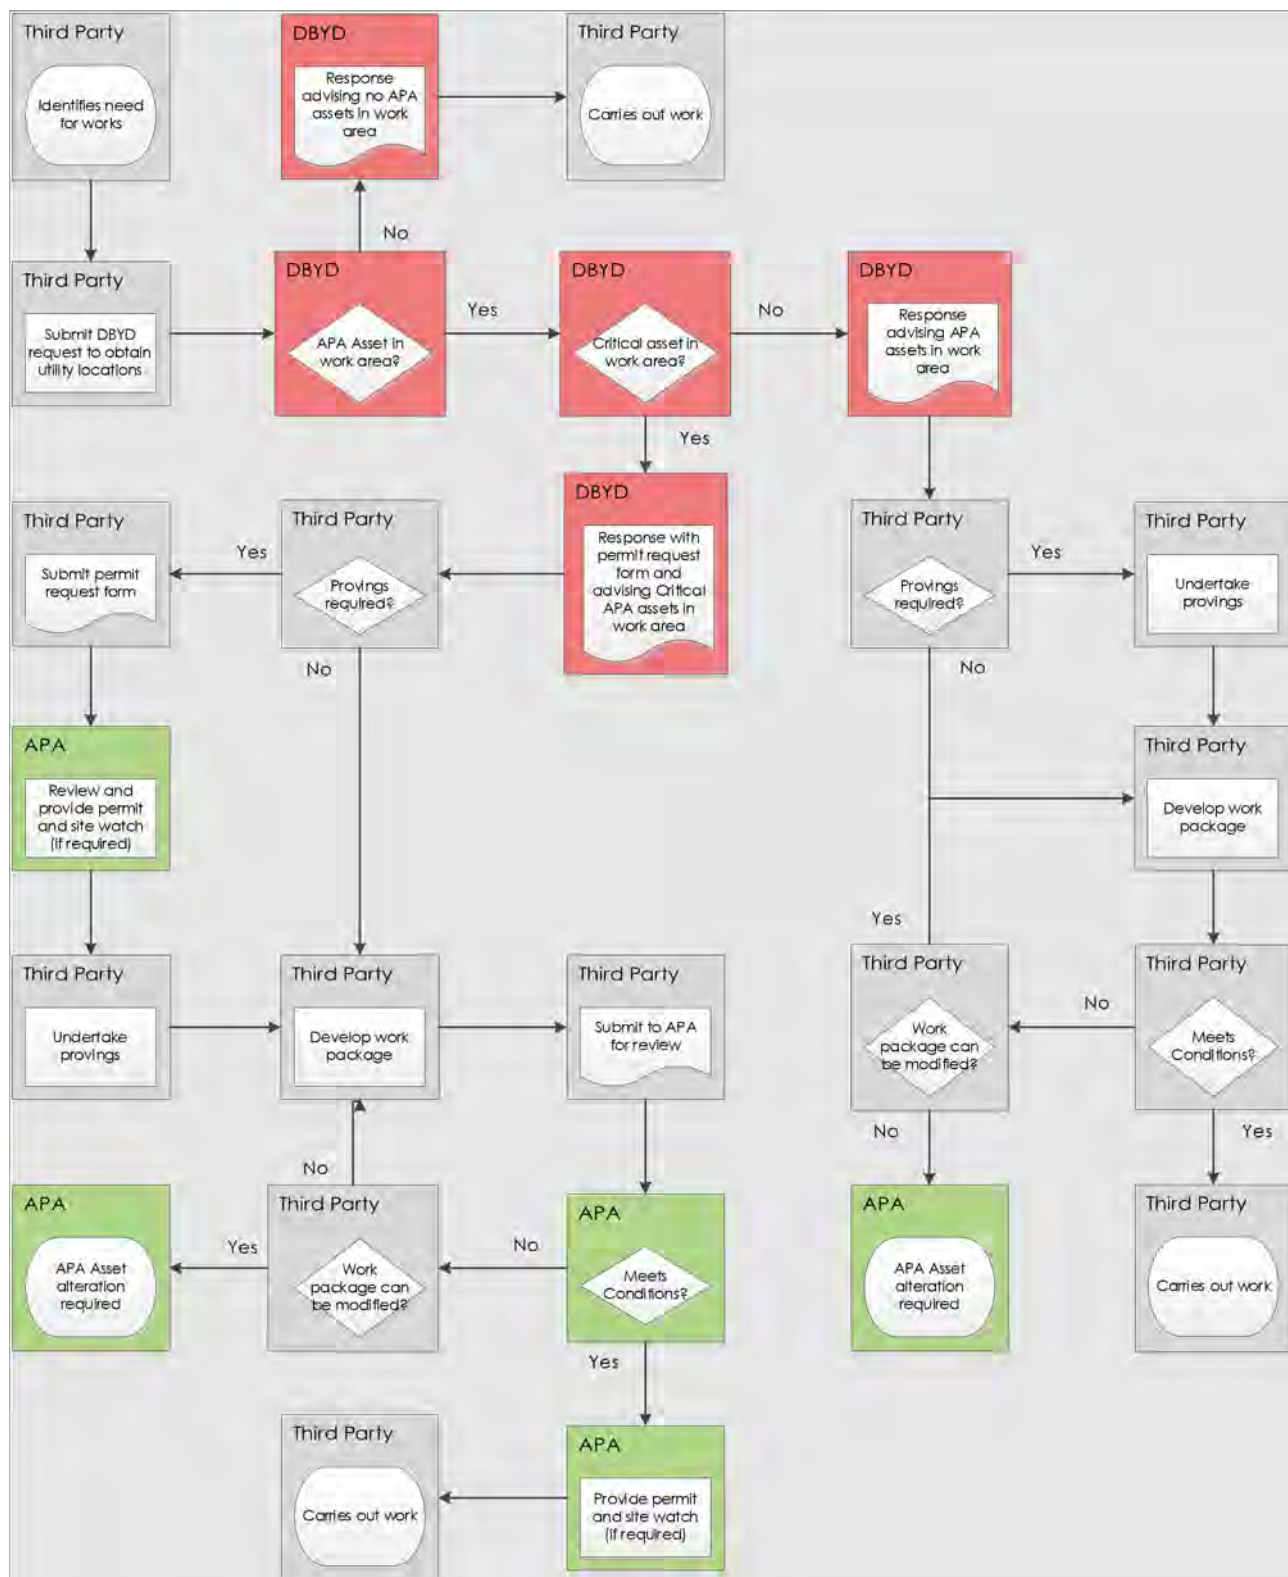 Third Party
Identifies need
for works
DBYD
Response
advising no APA
assets in work
area
Third Party
Carries out work
No
Third Party
Submit DBYD
request to obtain
utility locations
DBYD
APA Asset in
work area?
Yes
DBYD
Critical asset in
work area?
No
DBYD
Response
advising APA
assets in work
area
Yes
Third Party
Submit permit
request form
Yes
Third Party
Provings
required?
DBYD
Response with
permit request
form and
advising Critical
APA assets in
work area
Third Party
Provings
required?
Yes
Third Party
Undertake
provings
No
No
APA
Review and
provide permit
and site watch
(if required)
Third Party
Develop work
package
Yes
Third Party
Undertake
provings
Third Party
Develop work
package
Third Party
Submit to APA
for review
Third Party
Work
package can
be modified?
No
Third Party
Meets
Conditions?
No
Yes
No
APA
APA Asset
alteration
required
Yes
Third Party
Work
package can
be modified?
No
APA
Meets
Conditions?
APA
APA Asset
alteration
required
Third Party
Carries out work
Yes
Third Party
Carries out work
APA
Provide permit
and site watch
(if required)